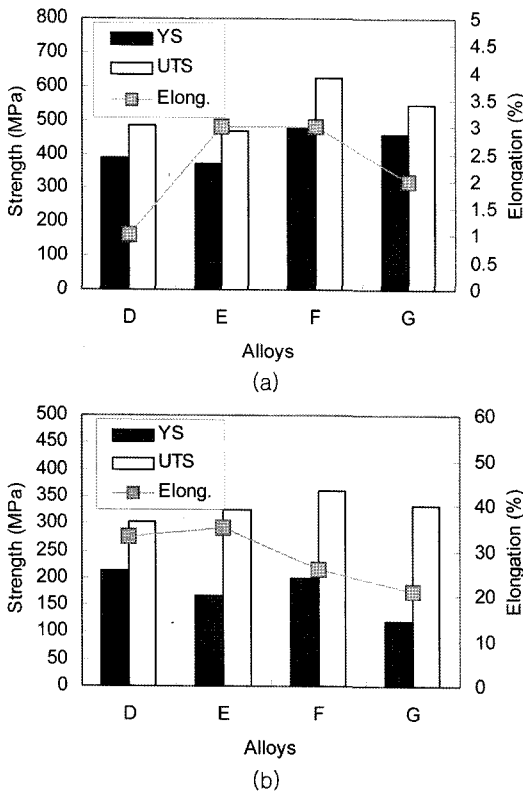 800
700
600
500
400
300
200
100
0
Strength (MPa)
YS
UTS
Elong.
5
4.5
4
3.5
3
2.5
2
1.5
1
0.5
0
Elongation (%)
D E F G
Alloys
(a)
500
450
400
350
300
250
200
150
100
50
0
Strength (MPa)
YS
UTS
Elong.
60
50
40
30
20
10
0
Elongation (%)
D E F G
Alloys
(b)